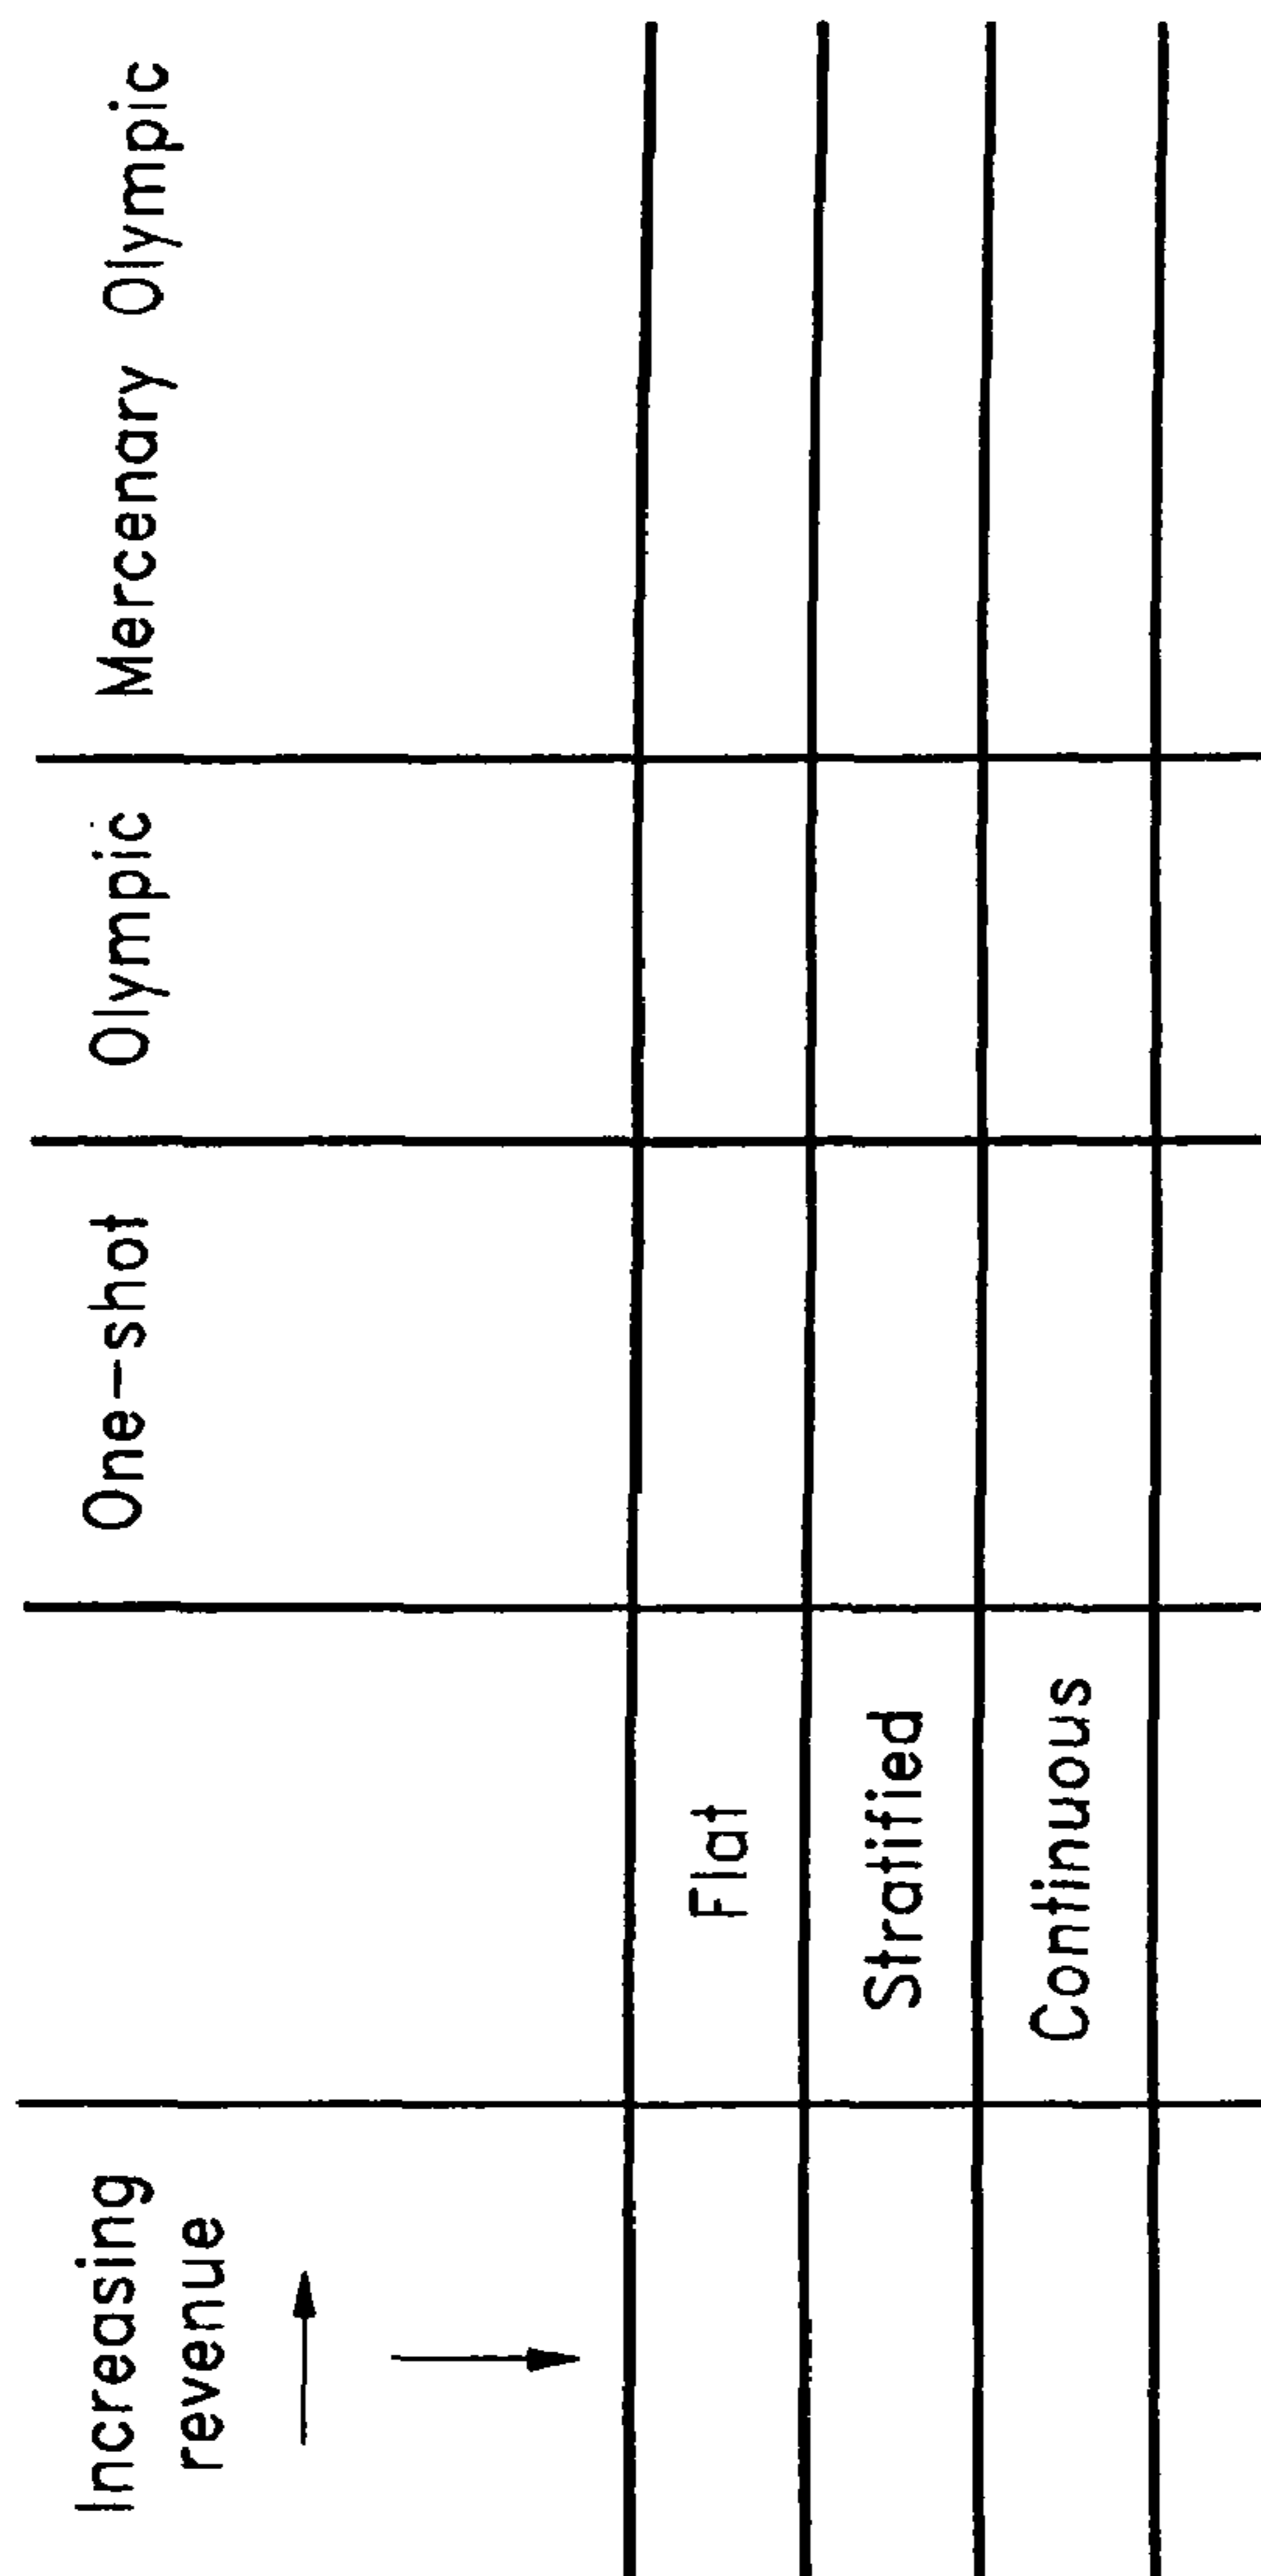 Increasing
revenue
One-shot
Olympic
Mercenary Olympic
Flat
Stratified
Continuous